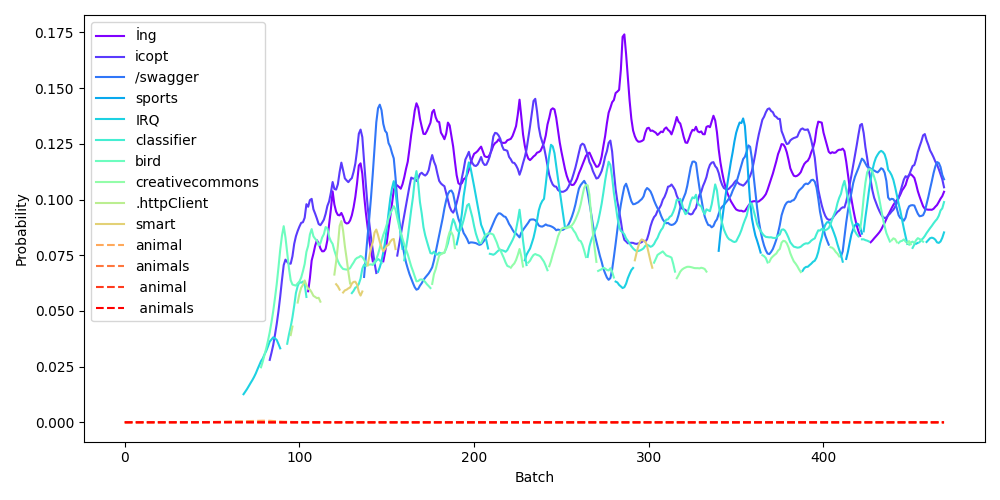 0.175
0.150
0.125
0.100
0.075
0.050
0.025
0.000
Probability
İng
icopt
/swagger
sports
IRQ
classifier
bird
creativecommons
.httpClient
smart
animal
animals
animal
animals
0
100
200
300
400
Batch